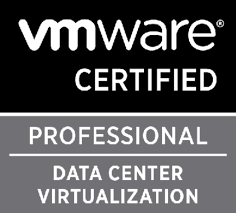 vmware®
CERTIFIED
PROFESSIONAL
DATA CENTER
VIRTUALIZATION